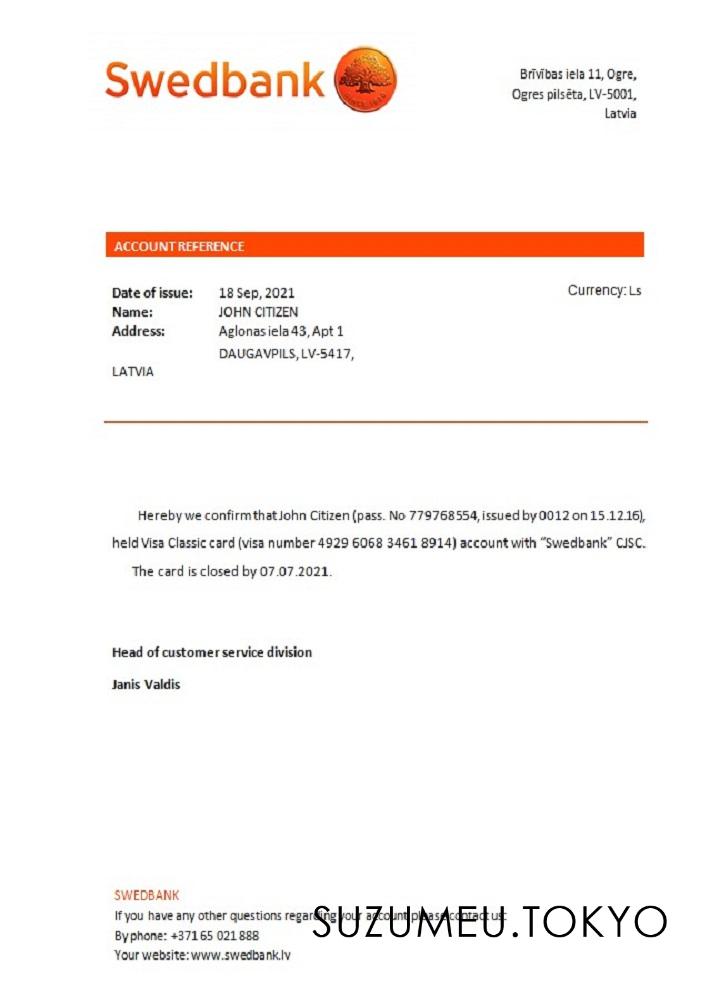 Swedbank
Brīvības iela 11, Ogre,
Ogres pilsēta, LV-5001,
Latvia
ACCOUNT REFERENCE
Date of issue: 18 Sep, 2021
Currency: Ls
Name: JOHN CITIZEN
Address: Aglonas iela 43, Apt 1
DAUGAVPILS, LV-5417,
LATVIA
Hereby we confirm that John Citizen (pass. No 779768554, issued by 0012 on 15.12.16),
held Visa Classic card (visa number 4929 6068 3461 8914) account with “Swedbank” CJSC.
The card is closed by 07.07.2021.
Head of customer service division
Janis Valdis
SWEDBANK
If you have any other questions regarding your account please contact us:
By phone: +371 65 021 888
Your website: www.swedbank.lv
SUZUMEU.TOKYO